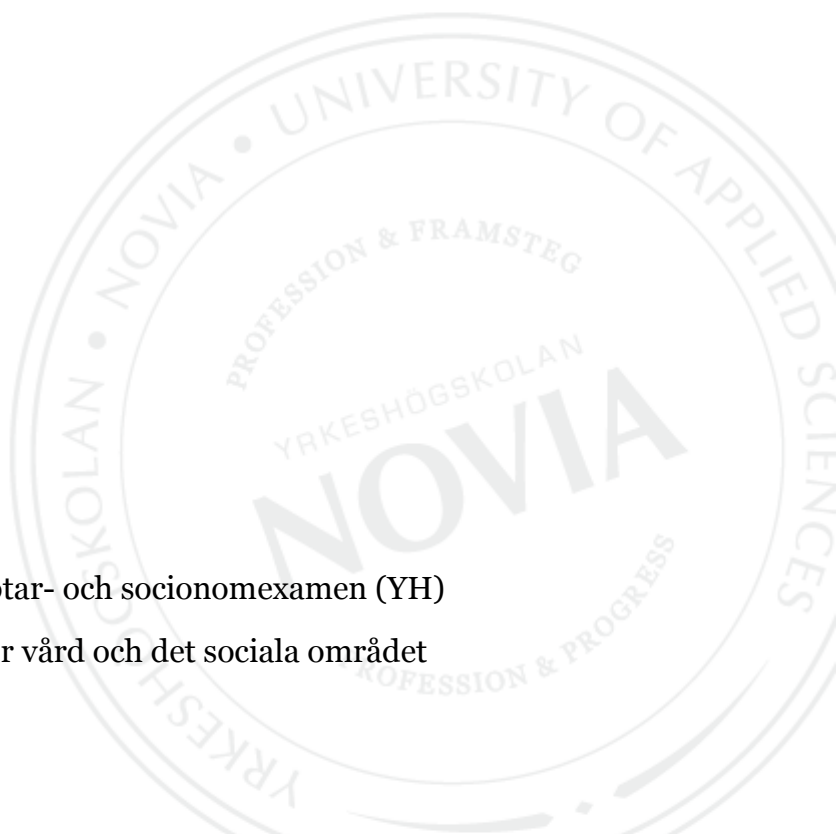 UNIVERSITY OF APPLIED SCIENCES
YRKESHÖGSKOLAN • NOVIA •
PROFESSION & FRAMSTEG
YRKESHÖGSKOLAN
NOVIA
PROFESSION & PROGRESS
otar- och socionomexamen (YH)
r vård och det sociala området